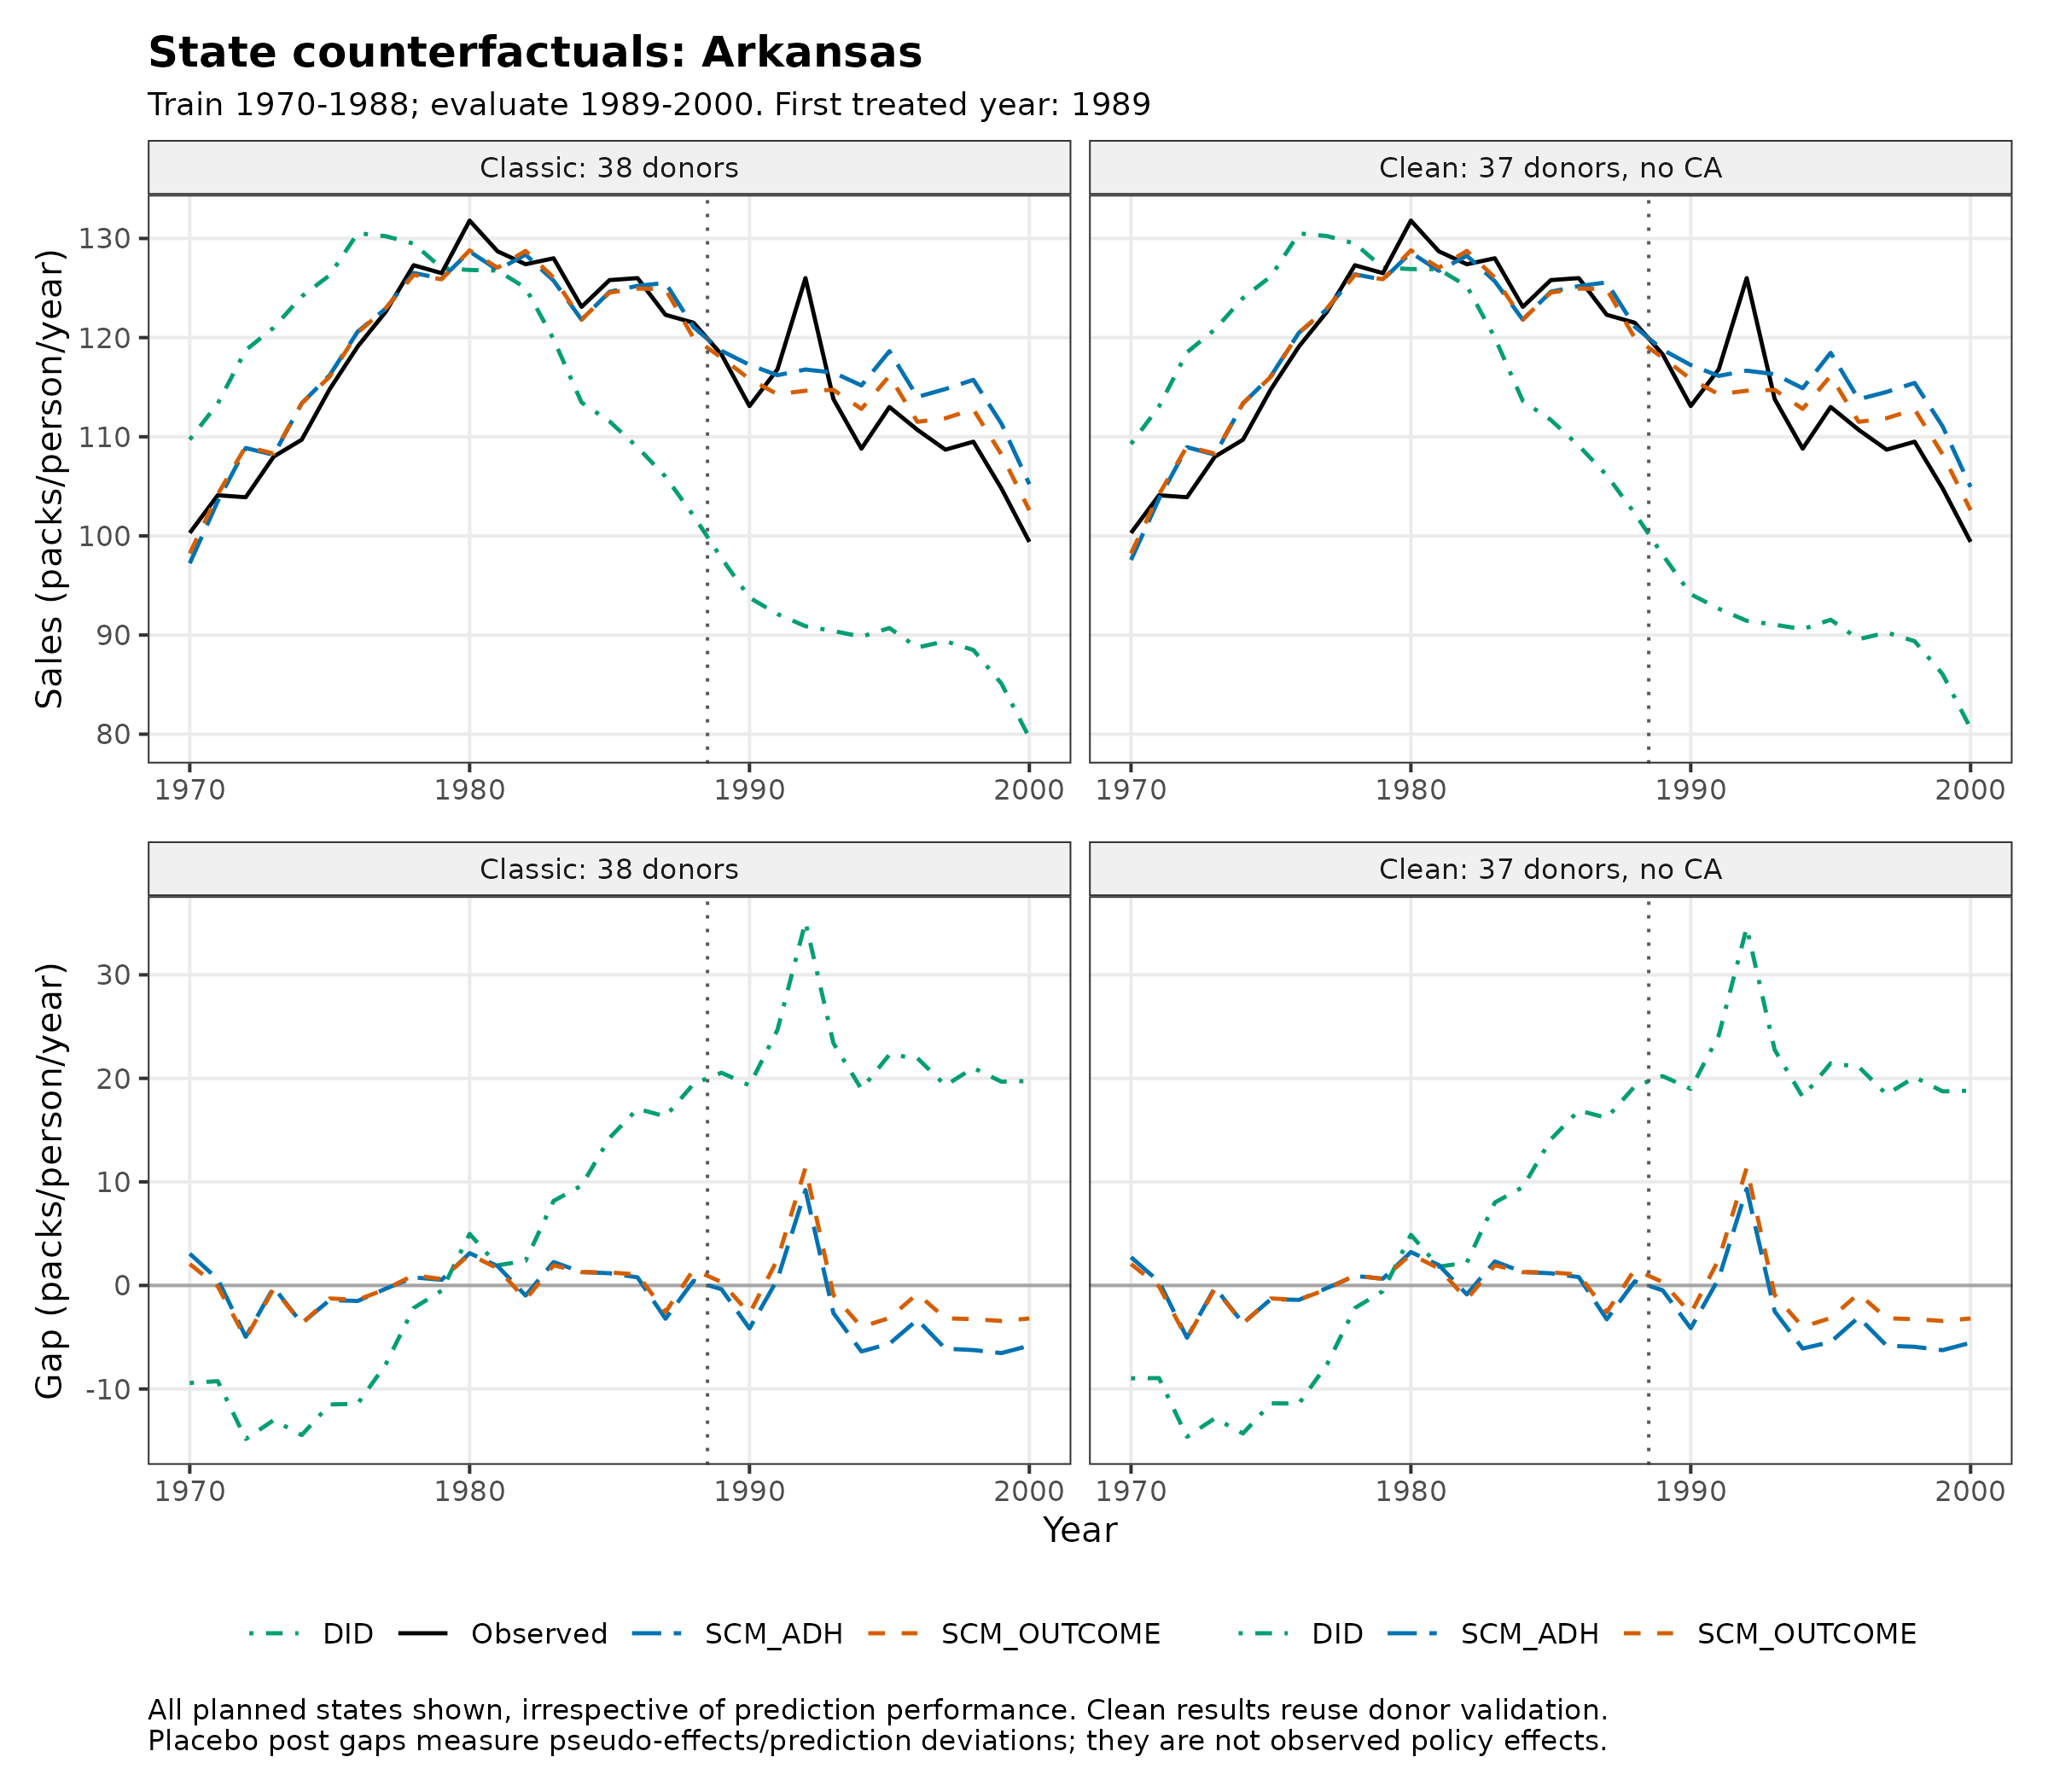 State counterfactuals: Arkansas
Train 1970-1988; evaluate 1989-2000. First treated year: 1989
Classic: 38 donors
Clean: 37 donors, no CA
Sales (packs/person/year)
130
120
110
100
90
80
1970
1980
1990
2000
1970
1980
1990
2000
Classic: 38 donors
Clean: 37 donors, no CA
Gap (packs/person/year)
30
20
10
0
-10
1970
1980
1990
2000
1970
1980
1990
2000
Year
DID Observed SCM_ADH SCM_OUTCOME DID SCM_ADH SCM_OUTCOME
All planned states shown, irrespective of prediction performance. Clean results reuse donor validation.
Placebo post gaps measure pseudo-effects/prediction deviations; they are not observed policy effects.